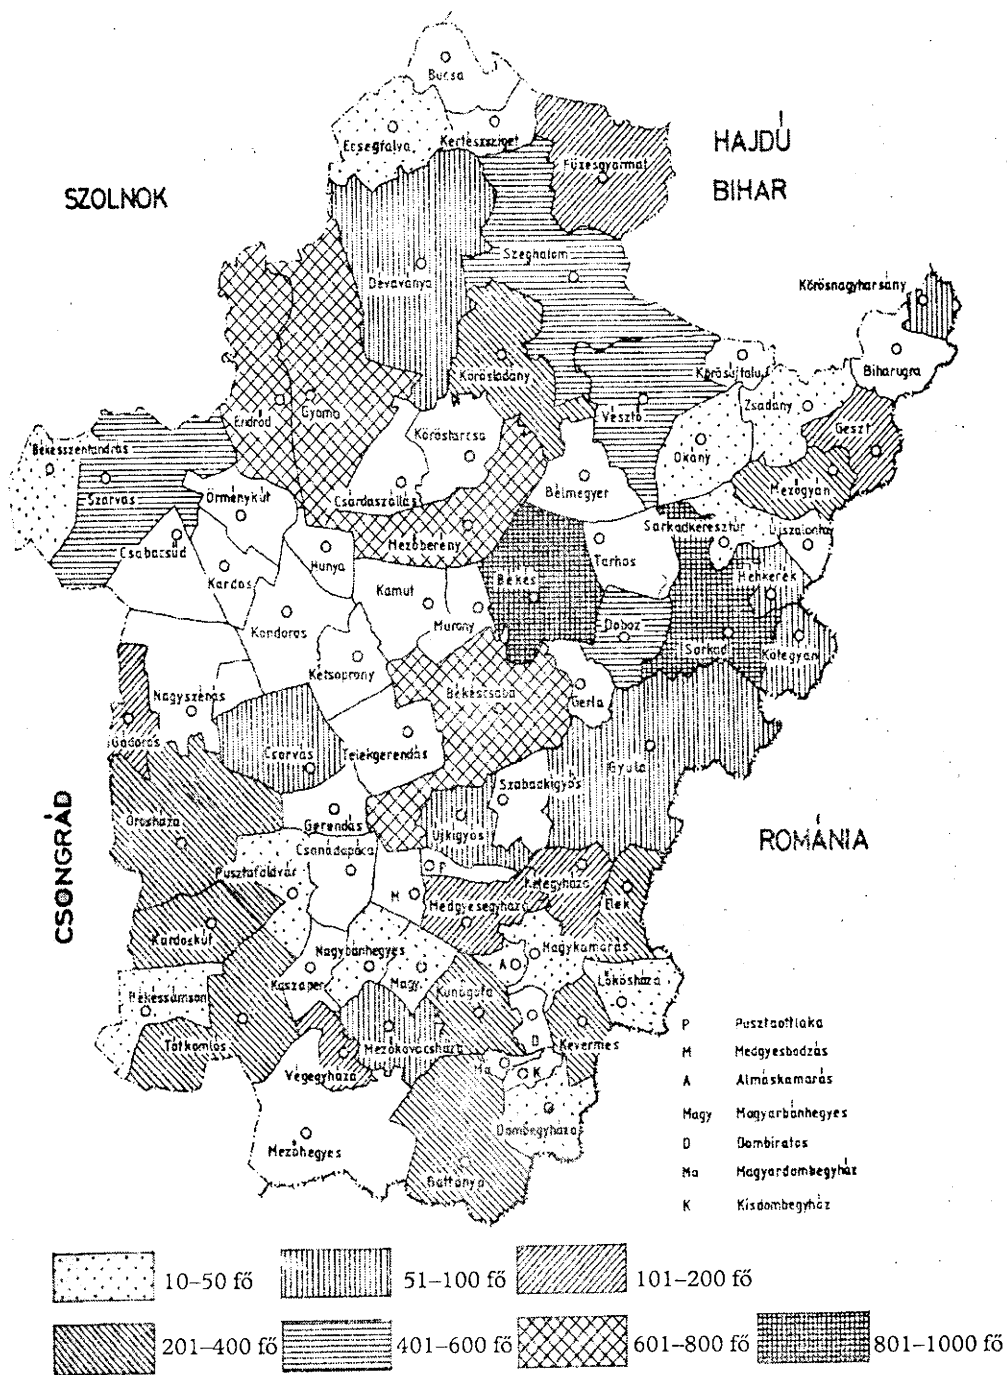 Bucsa
Ecsegfalva
Kertészsziget
Füzesgyarmat
HAJDÚ
BIHAR
SZOLNOK
Szeghalom
Dévaványa
Körösnagyharsány
Körösladány
Körösújfalu
Biharugra
Endrőd
Gyoma
Vésztő
Zsadány
Geszt
Köröstarcsa
Okány
Békésszentandrás
Szarvas
Csárdaszállás
Bélmegyer
Mezőgyán
Örménykút
Sarkadkeresztúr
Újszalonta
Csabacsűd
Mezőberény
Hunya
Tarhos
Kardos
Kamut
Békés
Méhkerék
Kondoros
Murony
Doboz
Sarkad
Kötegyán
Kétsoprony
Békéscsaba
Gerla
Nagyszénás
Gádoros
Csorvás
Telekgerendás
Gyula
Szabadkígyós
CSONGRÁD
Orosháza
Gerendás
Újkígyós
ROMÁNIA
Csanádapáca
P
Pusztaföldvár
M
Medgyesegyháza
Kétegyháza
Elek
Kardoskút
Nagybánhegyes
Nagykamarás
A
Békéssámson
Kaszaper
Magy
Kunágota
Lőkösháza
Tótkomlós
Mezőkovácsháza
D
Kevermes
Végegyháza
Ma
K
Dombegyháza
Mezőhegyes
Battonya
P Pusztaottlaka
M Medgyesbodzás
A Almáskamarás
Magy Magyarbánhegyes
D Dombiratos
Ma Magyardombegyház
K Kisdombegyház
10–50 fő 51–100 fő 101–200 fő
201–400 fő 401–600 fő 601–800 fő 801–1000 fő